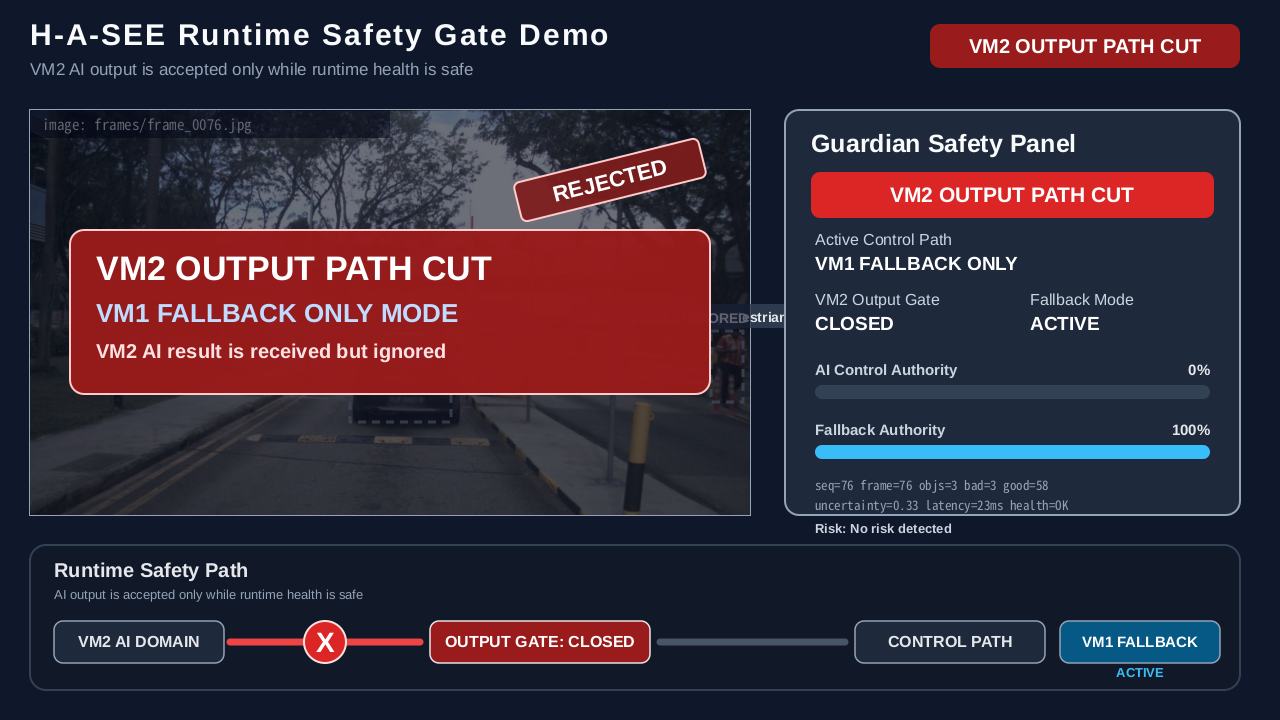 H-A-SEE Runtime Safety Gate Demo
VM2 AI output is accepted only while runtime health is safe
VM2 OUTPUT PATH CUT
image: frames/frame_0076.jpg
REJECTED
VM2 OUTPUT PATH CUT
VM1 FALLBACK ONLY MODE
VM2 AI result is received but ignored
Guardian Safety Panel
VM2 OUTPUT PATH CUT
Active Control Path
VM1 FALLBACK ONLY
VM2 Output Gate
CLOSED
Fallback Mode
ACTIVE
AI Control Authority 0%
Fallback Authority 100%
seq=76 frame=76 objs=3 bad=3 good=58
uncertainty=0.33 latency=23ms health=OK
Risk: No risk detected
Runtime Safety Path
AI output is accepted only while runtime health is safe
VM2 AI DOMAIN
X
OUTPUT GATE: CLOSED
CONTROL PATH
VM1 FALLBACK
ACTIVE